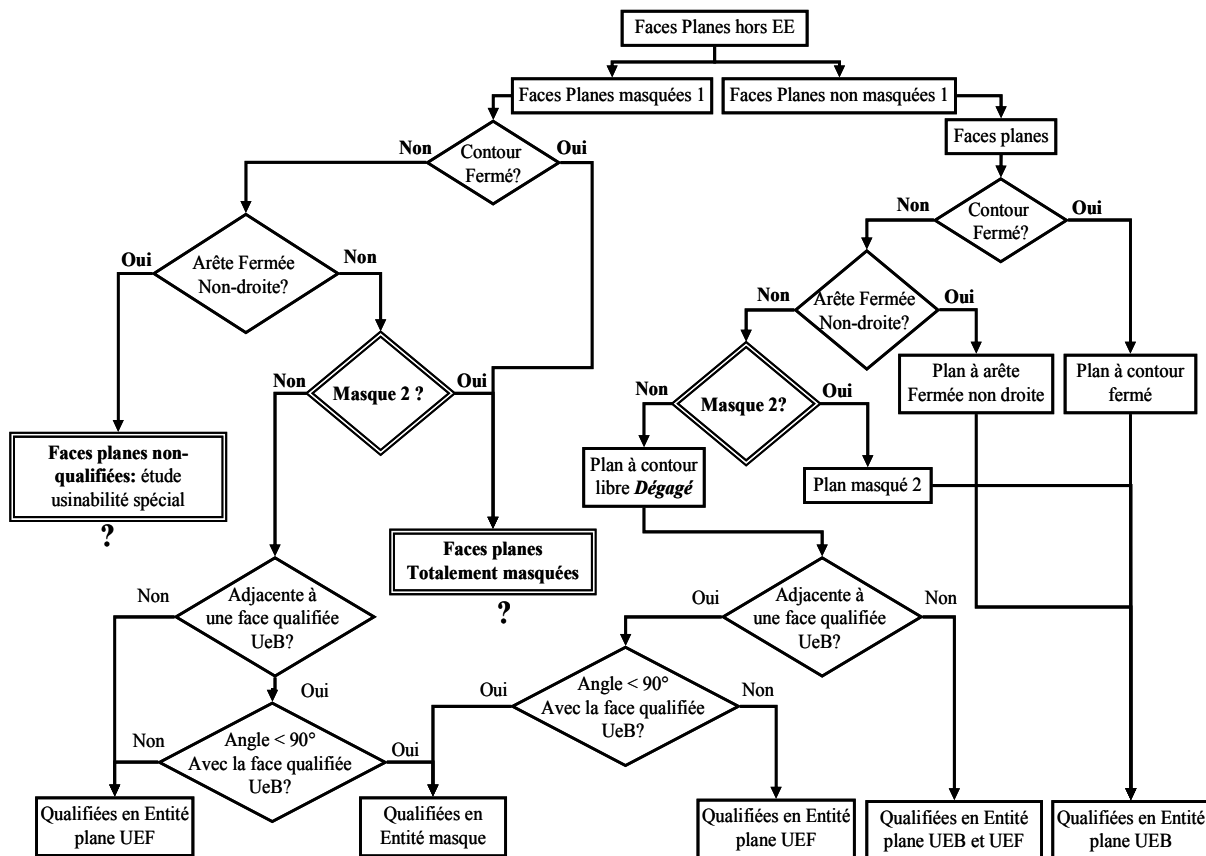 Faces Planes hors EE
Faces Planes masquées 1
Faces Planes non masquées 1
Faces planes
Non
Contour
Fermé?
Oui
Non
Contour
Fermé?
Oui
Oui
Arête Fermée
Non-droite?
Non
Non
Arête Fermée
Non-droite?
Oui
Non
Masque 2 ?
Oui
Non
Masque 2?
Oui
Plan à arête
Fermée non droite
Plan à contour
fermé
Faces planes non-
qualifiées: étude
usinabilité spécial
?
Plan à contour
libre Dégagé
Plan masqué 2
Faces planes
Totalement masquées
?
Non
Adjacente à
une face qualifiée
UeB?
Oui
Oui
Adjacente à
une face qualifiée
UeB?
Non
Non
Angle < 90°
Avec la face qualifiée
UeB?
Oui
Oui
Angle < 90°
Avec la face qualifiée
UeB?
Non
Qualifiées en Entité
plane UEF
Qualifiées en
Entité masque
Qualifiées en Entité
plane UEF
Qualifiées en Entité
plane UEB et UEF
Qualifiées en Entité
plane UEB